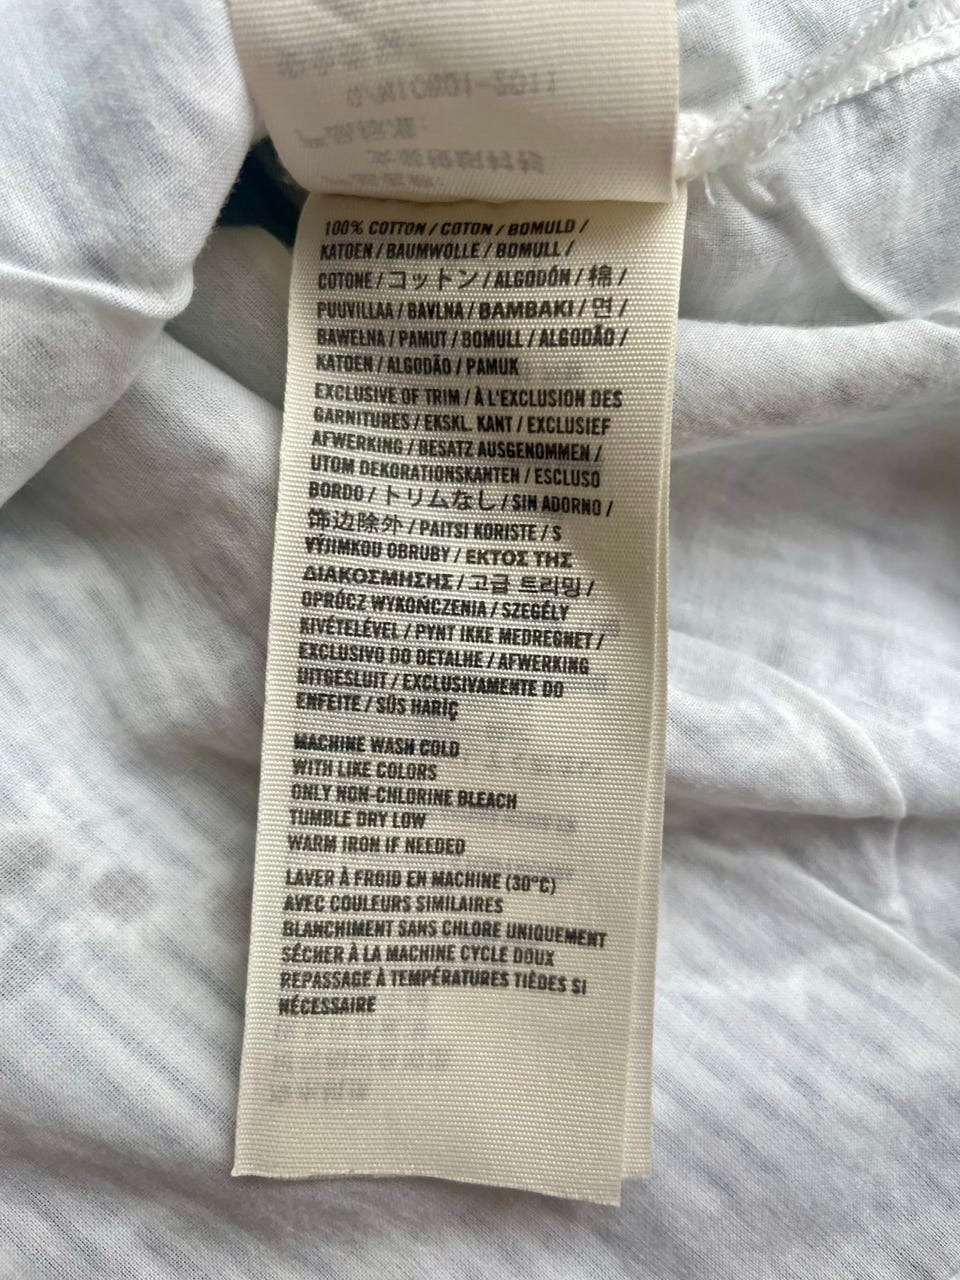 100% COTTON / COTON / BOMULD /
KATOEN / BAUMWOLLE / BOMULL /
COTONE / コットン / ALGODÓN / 棉 /
PUUVILLAA / BAVLNA / BAMBAKI / 면 /
BAWEŁNA / PAMUT / BOMULL / ALGODÃO /
KATOEN / ALGODÃO / PAMUK
EXCLUSIVE OF TRIM / À L'EXCLUSION DES
GARNITURES / EKSKL. KANT / EXCLUSIEF
AFWERKING / BESATZ AUSGENOMMEN /
UTOM DEKORATIONSKANTEN / ESCLUSO
BORDO / トリムなし / SIN ADORNO /
饰边除外 / PAITSI KORISTE / S
VÝJIMKOU OBRUBY / ΕΚΤΟΣ ΤΗΣ
ΔΙΑΚΟΣΜΗΣΗΣ / 고급 트리밍 /
OPRÓCZ WYKOŃCZENIA / SZEGÉLY
KIVÉTELÉVEL / PYNT IKKE MEDREGNET /
EXCLUSIVO DO DETALHE / AFWERKING
UITGESLUIT / EXCLUSIVAMENTE DO
ENFEITE / SÜS HARİÇ
MACHINE WASH COLD
WITH LIKE COLORS
ONLY NON-CHLORINE BLEACH
TUMBLE DRY LOW
WARM IRON IF NEEDED
LAVER À FROID EN MACHINE (30°C)
AVEC COULEURS SIMILAIRES
BLANCHIMENT SANS CHLORE UNIQUEMENT
SÉCHER À LA MACHINE CYCLE DOUX
REPASSAGE À TEMPÉRATURES TIÈDES SI
NÉCESSAIRE